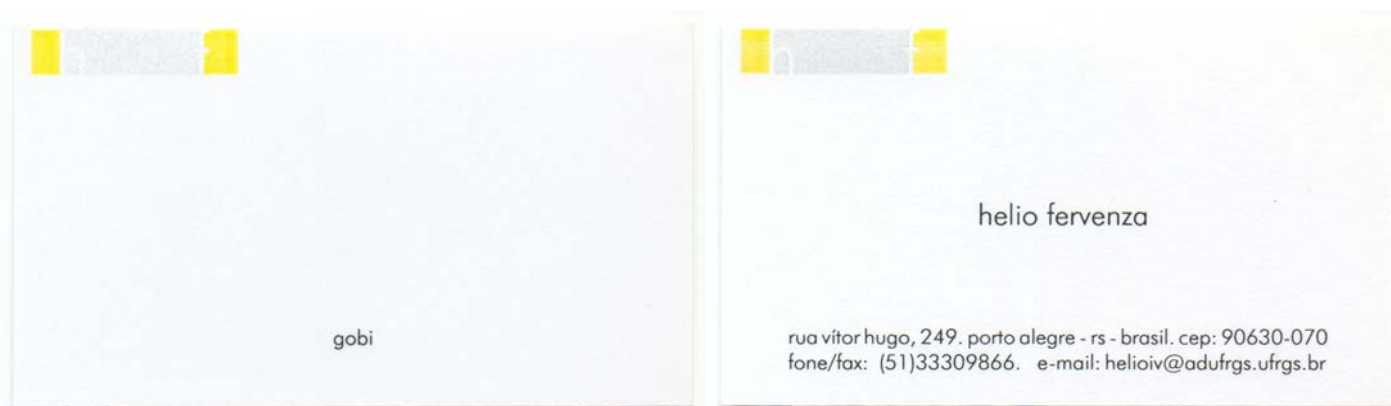 gobi
helio fervenza
rua vítor hugo, 249. porto alegre - rs - brasil. cep: 90630-070
fone/fax: (51)33309866. e-mail: helioiv@adufrgs.ufrgs.br